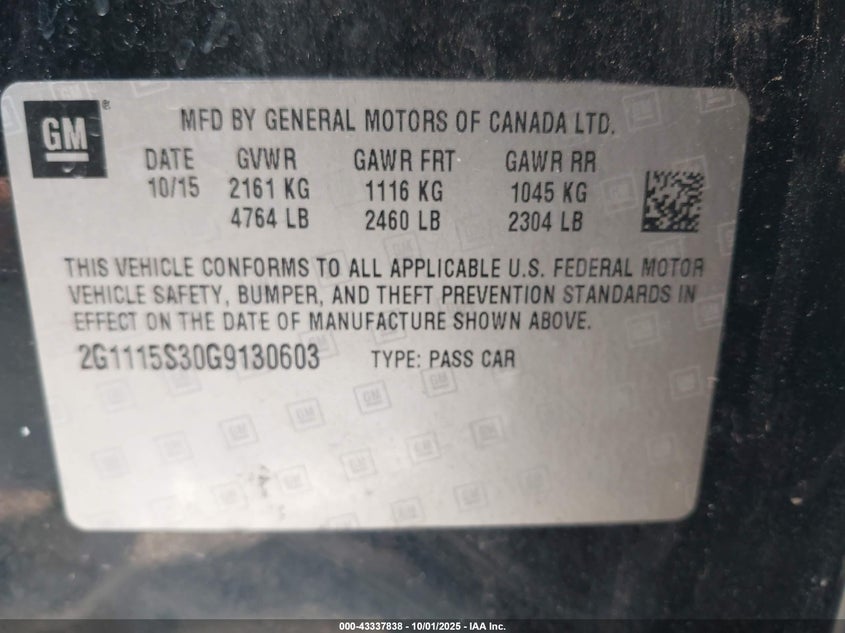 GM®
MFD BY GENERAL MOTORS OF CANADA LTD.
DATE GVWR GAWR FRT GAWR RR
10/15 2161 KG 1116 KG 1045 KG
4764 LB 2460 LB 2304 LB
THIS VEHICLE CONFORMS TO ALL APPLICABLE U.S. FEDERAL MOTOR
VEHICLE SAFETY, BUMPER, AND THEFT PREVENTION STANDARDS IN
EFFECT ON THE DATE OF MANUFACTURE SHOWN ABOVE.
2G1115S30G9130603 TYPE: PASS CAR
000-43337838 - 10/01/2025 - IAA Inc.